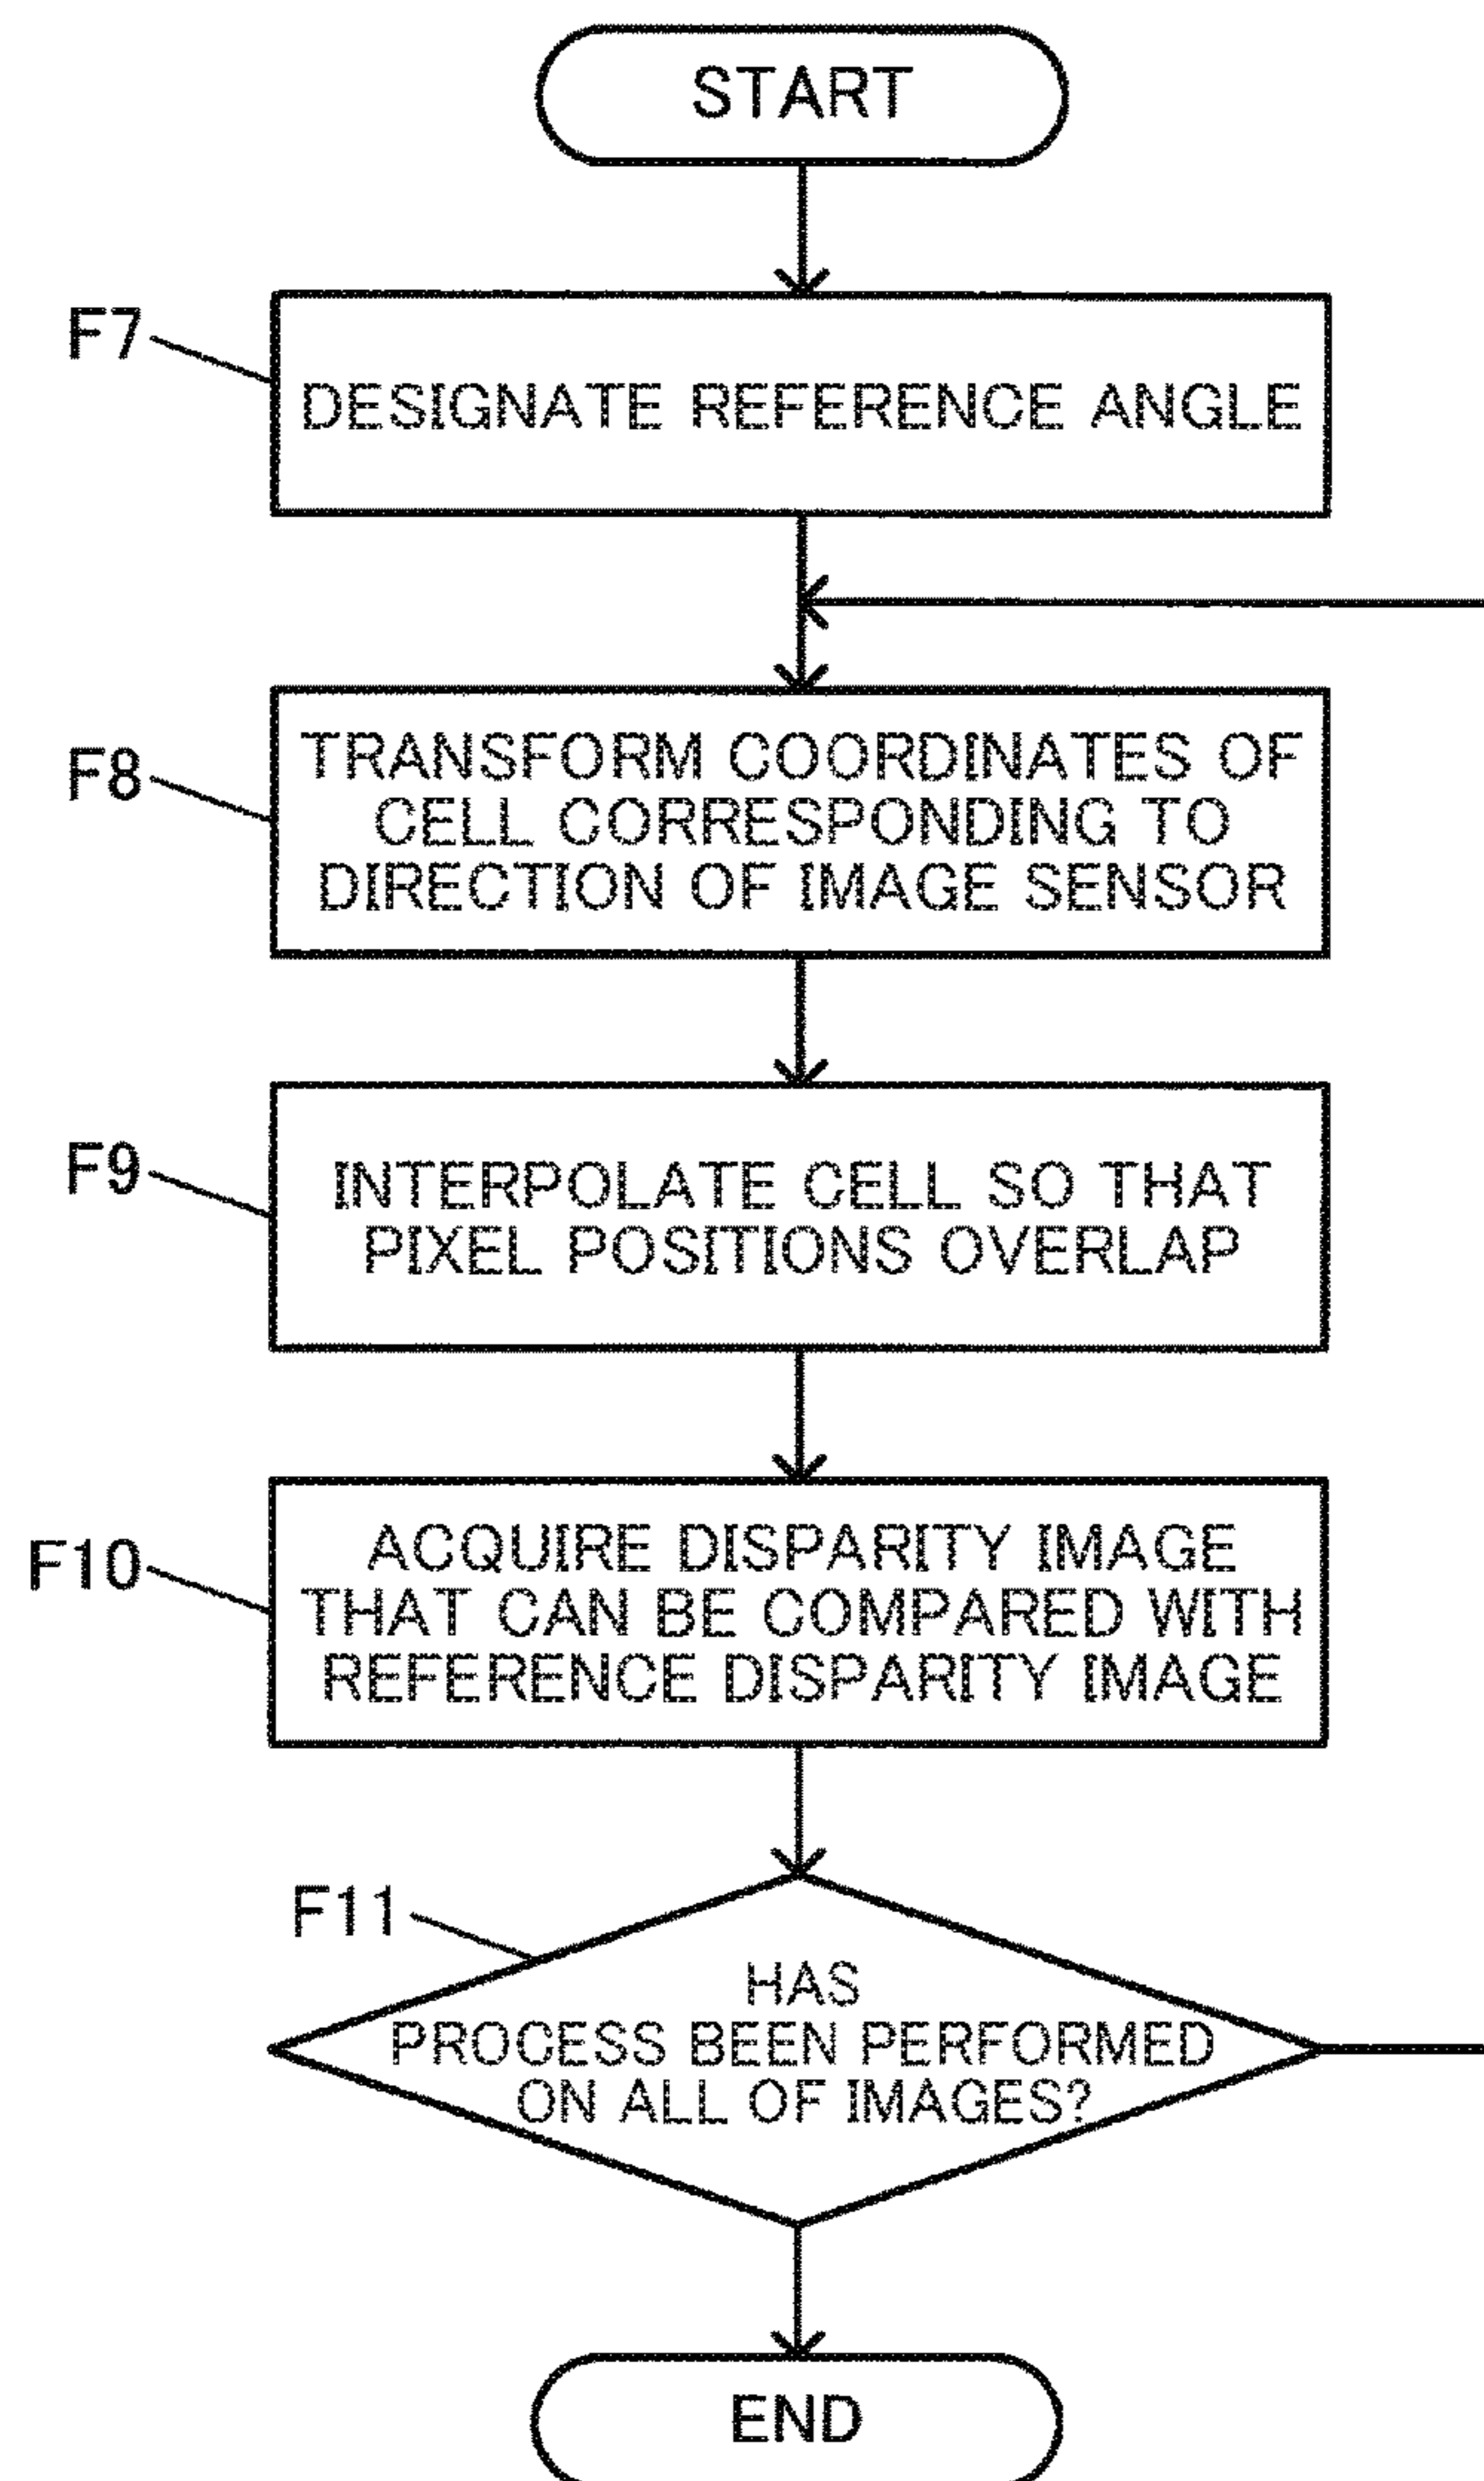 START
F7
DESIGNATE REFERENCE ANGLE
F8
TRANSFORM COORDINATES OF
CELL CORRESPONDING TO
DIRECTION OF IMAGE SENSOR
F9
INTERPOLATE CELL SO THAT
PIXEL POSITIONS OVERLAP
F10
ACQUIRE DISPARITY IMAGE
THAT CAN BE COMPARED WITH
REFERENCE DISPARITY IMAGE
F11
HAS
PROCESS BEEN PERFORMED
ON ALL OF IMAGES?
END